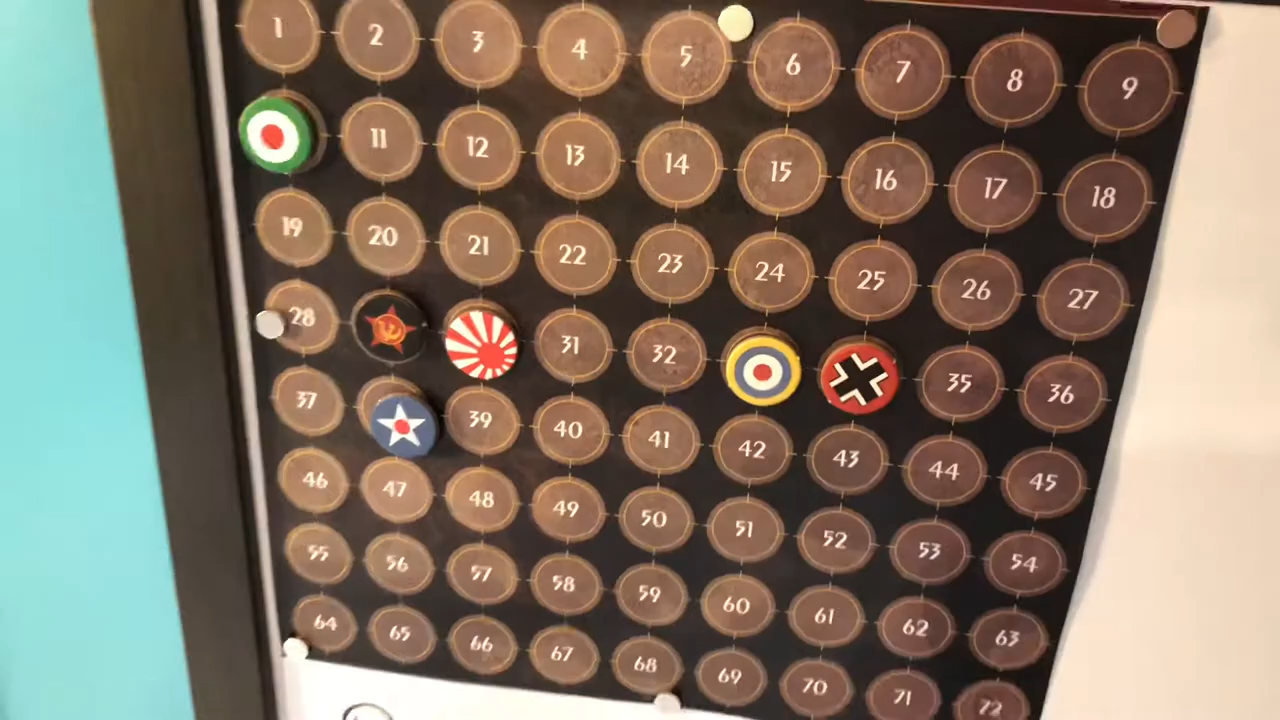 1 2 3 4 5 6 7 8 9
11 12 13 14 15 16 17 18
19 20 21 22 23 24 25 26 27
28 31 32 35 36
37 39 40 41 42 43 44 45
46 47 48 49 50 51 52 53 54
55 56 57 58 59 60 61 62 63
64 65 66 67 68 69 70 71 72